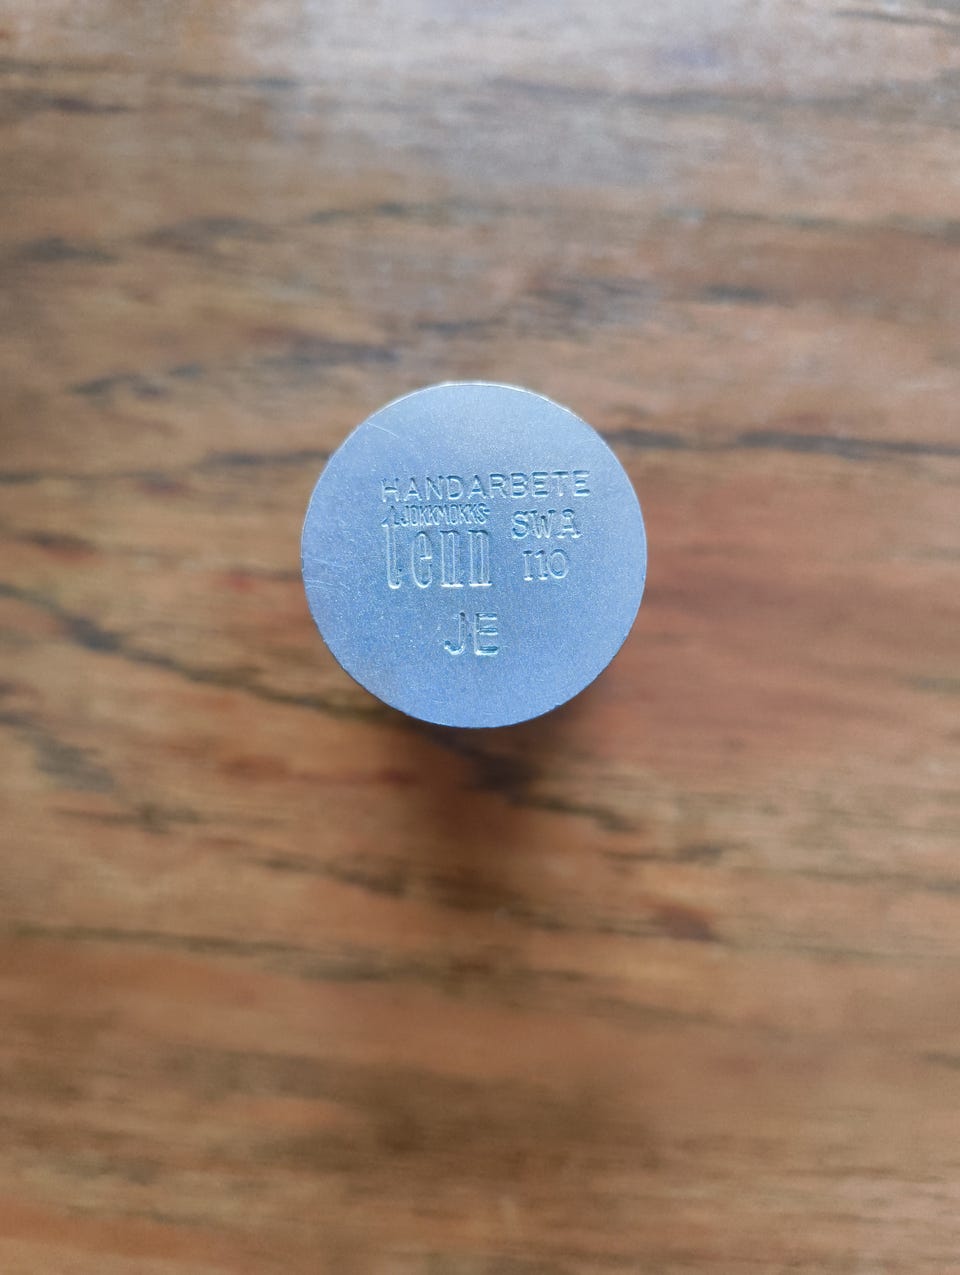 HANDARBETE
JOKKMOKKS
tenn SWA
110
JE